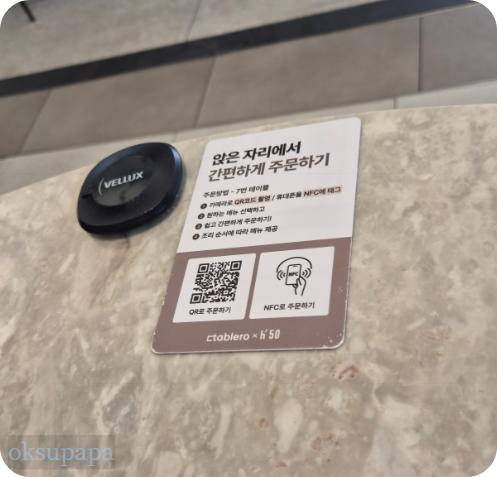 VELLUX
앉은 자리에서
간편하게 주문하기
주문방법 - 7번 테이블
1 카메라로 QR코드 촬영 / 휴대폰을 NFC에 태그
2 원하는 메뉴 선택하고
3 쉽고 간편하게 주문하기!
4 조리 순서에 따라 메뉴 제공
NFC
QR로 주문하기
NFC로 주문하기
ctablero × h'50
oksupapa